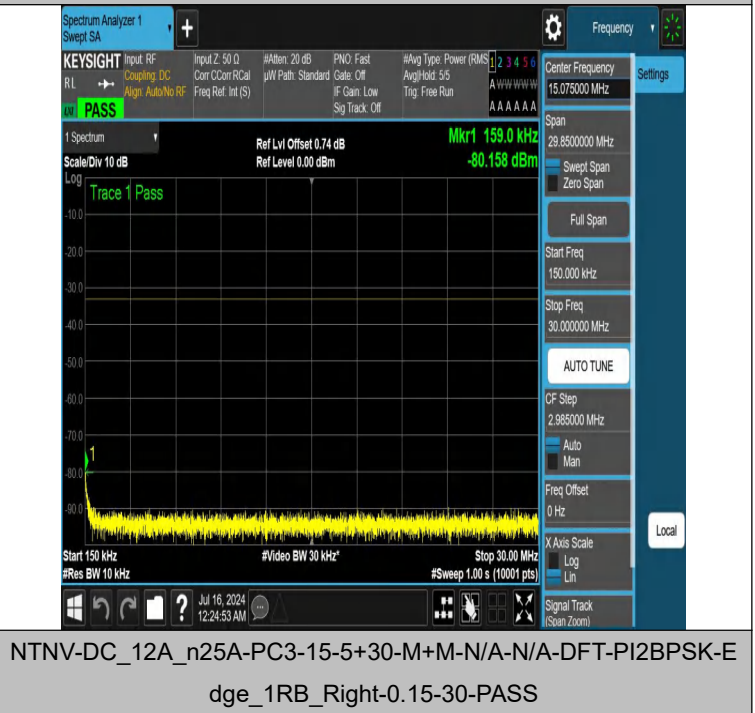 Spectrum Analyzer 1
Swept SA
+
Frequency
KEYSIGHT
RL
PASS
Input: RF
Coupling: DC
Align: Auto/No RF
Input Z: 50 Ω
Corr CCorr RCal
Freq Ref: Int (S)
#Atten: 20 dB
µW Path: Standard
PNO: Fast
Gate: Off
IF Gain: Low
Sig Track: Off
#Avg Type: Power (RMS
Avg|Hold: 5/5
Trig: Free Run
1 2 3 4 5 6
A W W W W W
A A A A A A
Center Frequency
15.075000 MHz
Settings
1 Spectrum
Scale/Div 10 dB
Ref Lvl Offset 0.74 dB
Ref Level 0.00 dBm
Mkr1 159.0 kHz
-80.158 dBm
Span
29.8500000 MHz
Swept Span
Zero Span
Full Span
Start Freq
150.000 kHz
Stop Freq
30.000000 MHz
AUTO TUNE
CF Step
2.985000 MHz
Auto
Man
Freq Offset
0 Hz
X Axis Scale
Log
Lin
Signal Track
(Span Zoom)
Local
Log
Trace 1 Pass
-10.0
-20.0
-30.0
-40.0
-50.0
-60.0
-70.0
1
-80.0
-90.0
Start 150 kHz
#Res BW 10 kHz
#Video BW 30 kHz*
Stop 30.00 MHz
#Sweep 1.00 s (10001 pts)
?
Jul 16, 2024
12:24:53 AM
NTNV-DC_12A_n25A-PC3-15-5+30-M+M-N/A-N/A-DFT-PI2BPSK-E
dge_1RB_Right-0.15-30-PASS